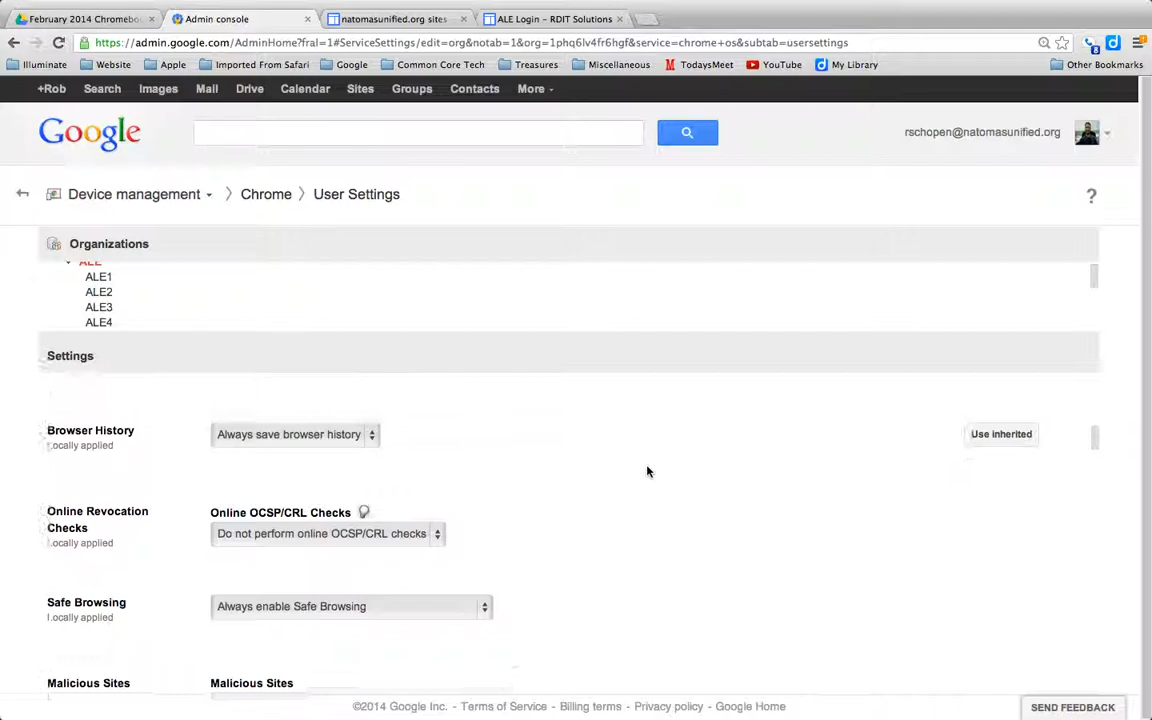 February 2014 Chromeboo
Admin console
natomasunified.org sites
ALE Login – RDIT Solutions
https://admin.google.com/AdminHome?fral=1#ServiceSettings/edit=org&notab=1&org=1phq6lv4fr6hgf&service=chrome+os&subtab=usersettings
8
Illuminate
Website
Apple
Imported From Safari
Google
Common Core Tech
Treasures
Miscellaneous
TodaysMeet
YouTube
My Library
Other Bookmarks
+Rob Search Images Mail Drive Calendar Sites Groups Contacts More
Google
rschopen@natomasunified.org
Device management > Chrome > User Settings
?
Organizations
ALE
ALE1
ALE2
ALE3
ALE4
Settings
Browser History
Locally applied
Always save browser history
Use inherited
Online Revocation
Checks
Locally applied
Online OCSP/CRL Checks
Do not perform online OCSP/CRL checks
Safe Browsing
Locally applied
Always enable Safe Browsing
Malicious Sites
Malicious Sites
©2014 Google Inc. - Terms of Service - Billing terms - Privacy policy - Google Home
SEND FEEDBACK